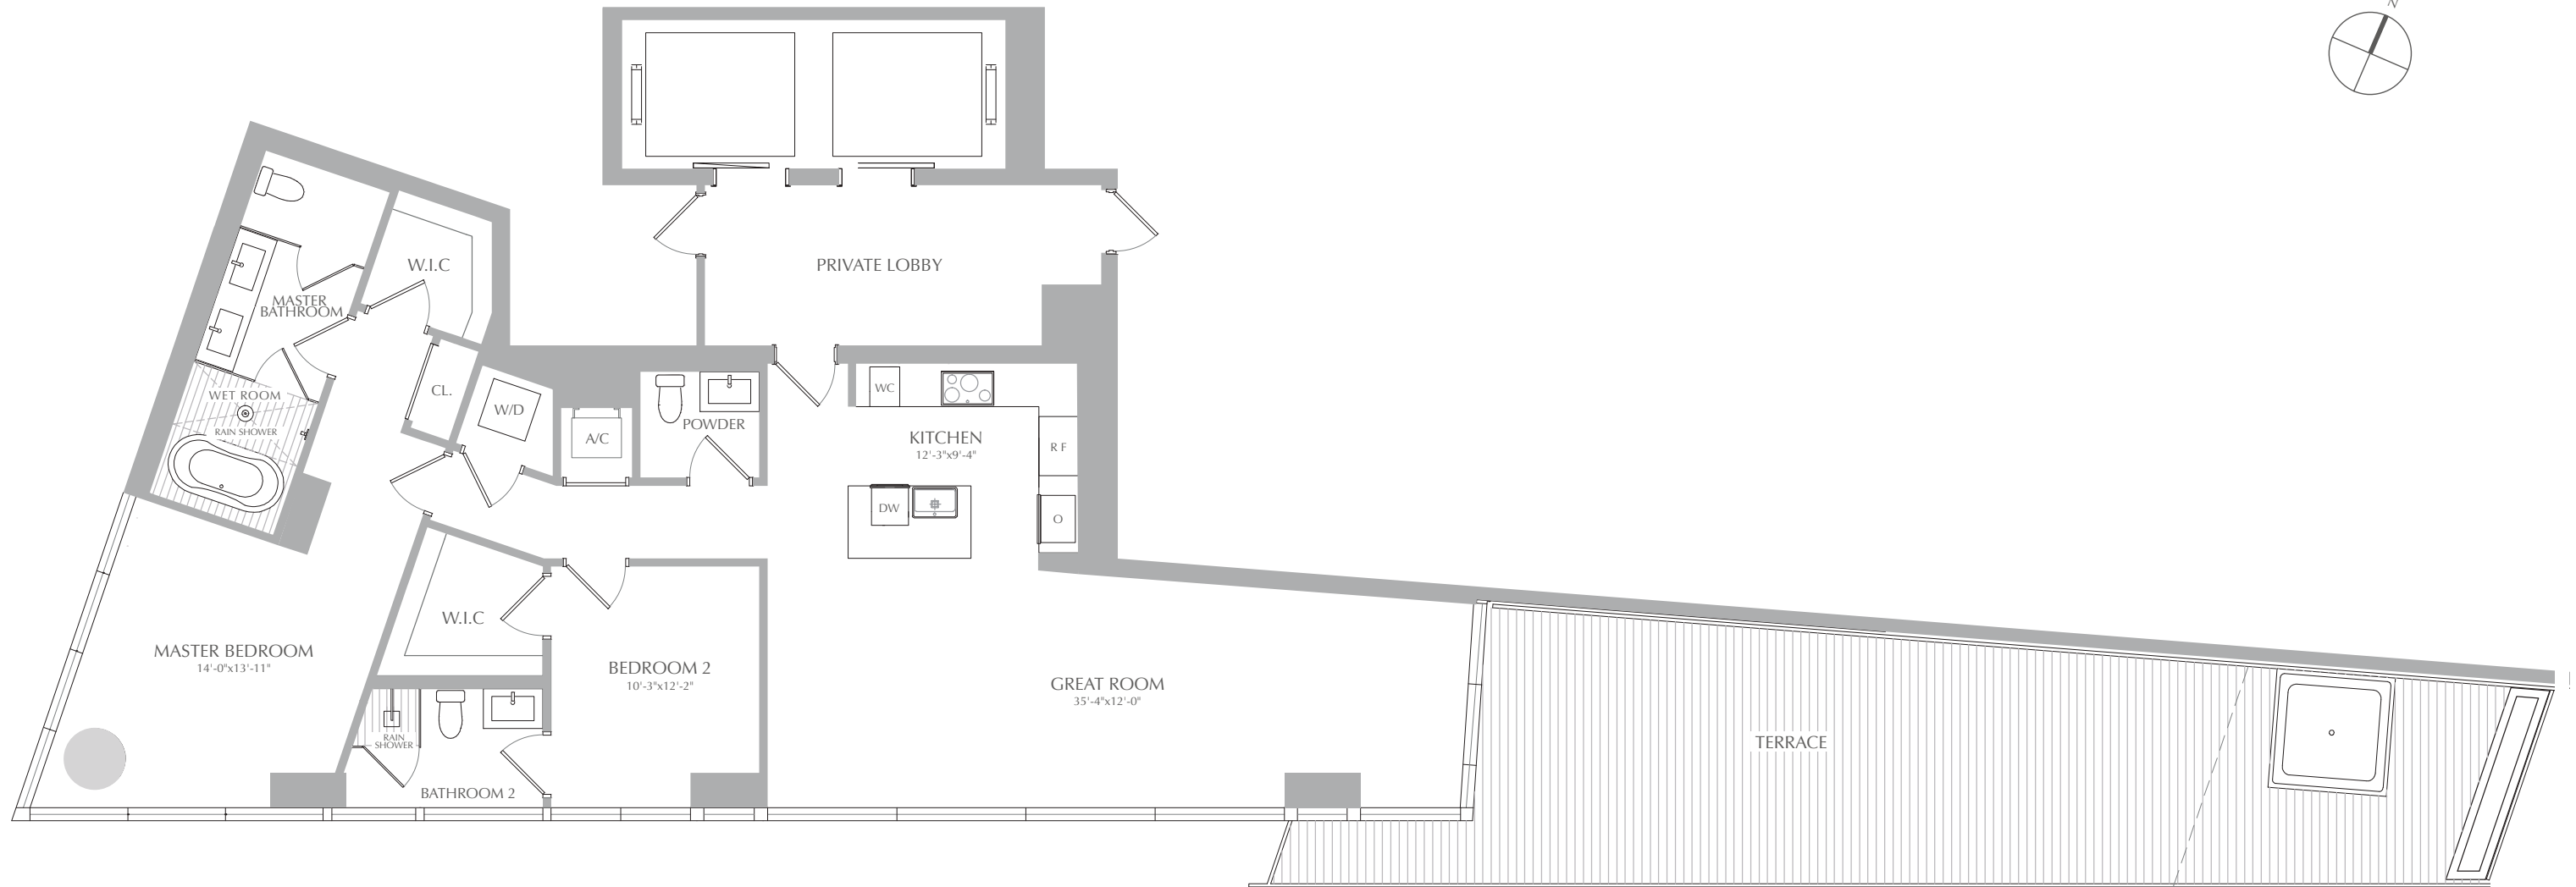 N
W.I.C
PRIVATE LOBBY
MASTER
BATHROOM
WC
CL.
WET ROOM
W/D
POWDER
RAIN SHOWER
A/C
KITCHEN
12'-3"x9'-4"
R F
DW
O
W.I.C
MASTER BEDROOM
14'-0"x13'-11"
BEDROOM 2
10'-3"x12'-2"
GREAT ROOM
35'-4"x12'-0"
RAIN
SHOWER
TERRACE
BATHROOM 2